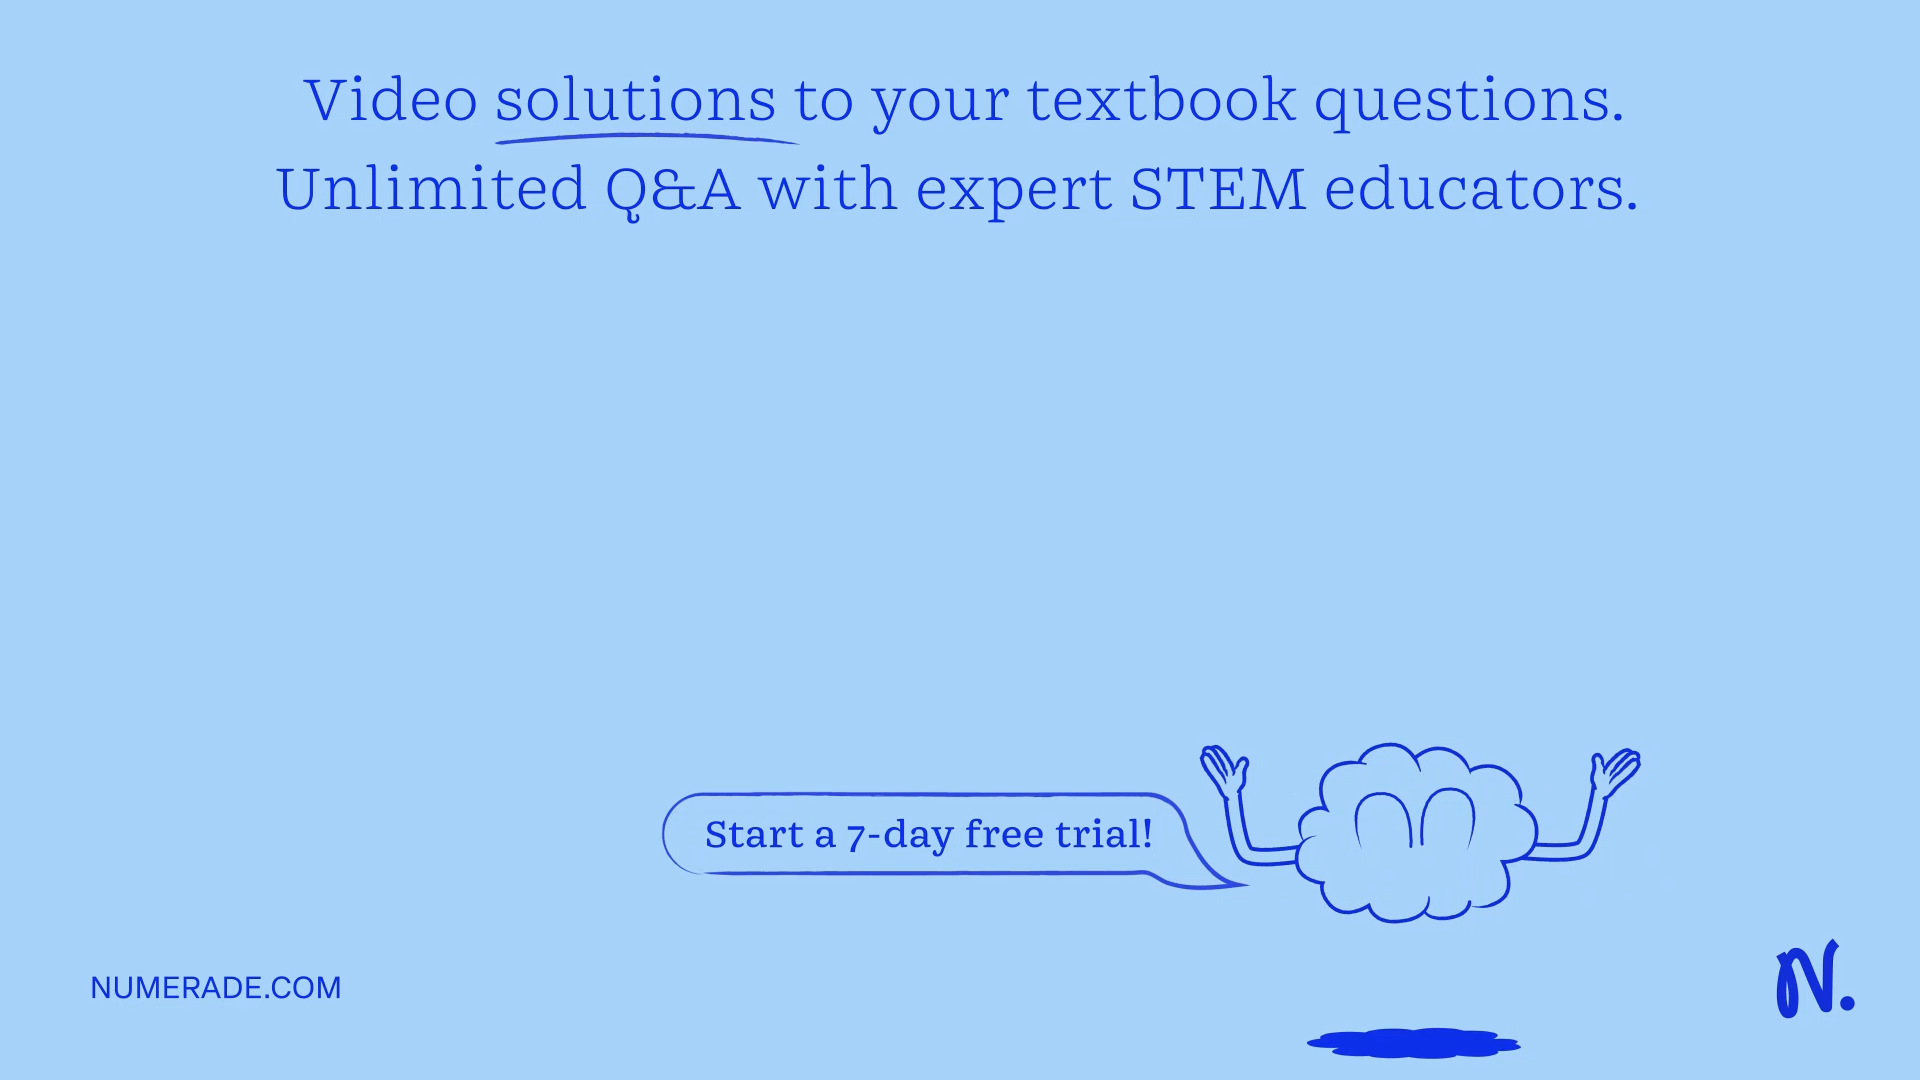 Video solutions to your textbook questions.
Unlimited Q&A with expert STEM educators.
Start a 7-day free trial!
NUMERADE.COM
N.